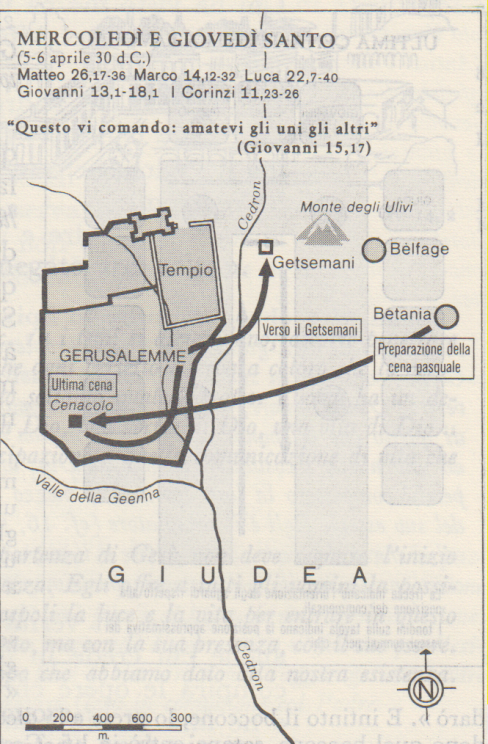 MERCOLEDÌ E GIOVEDÌ SANTO
(5-6 aprile 30 d.C.)
Matteo 26,17-36 Marco 14,12-32 Luca 22,7-40
Giovanni 13,1-18,1 I Corinzi 11,23-26
“Questo vi comando: amatevi gli uni gli altri”
(Giovanni 15,17)
Cedron
Monte degli Ulivi
Getsemani
Bèlfage
Tempio
Betania
Verso il Getsemani
GERUSALEMME
Preparazione della
cena pasquale
Ultima cena
Cenacolo
Valle della Geenna
GIUDEA
Cedron
N
0 200 400 300
m.